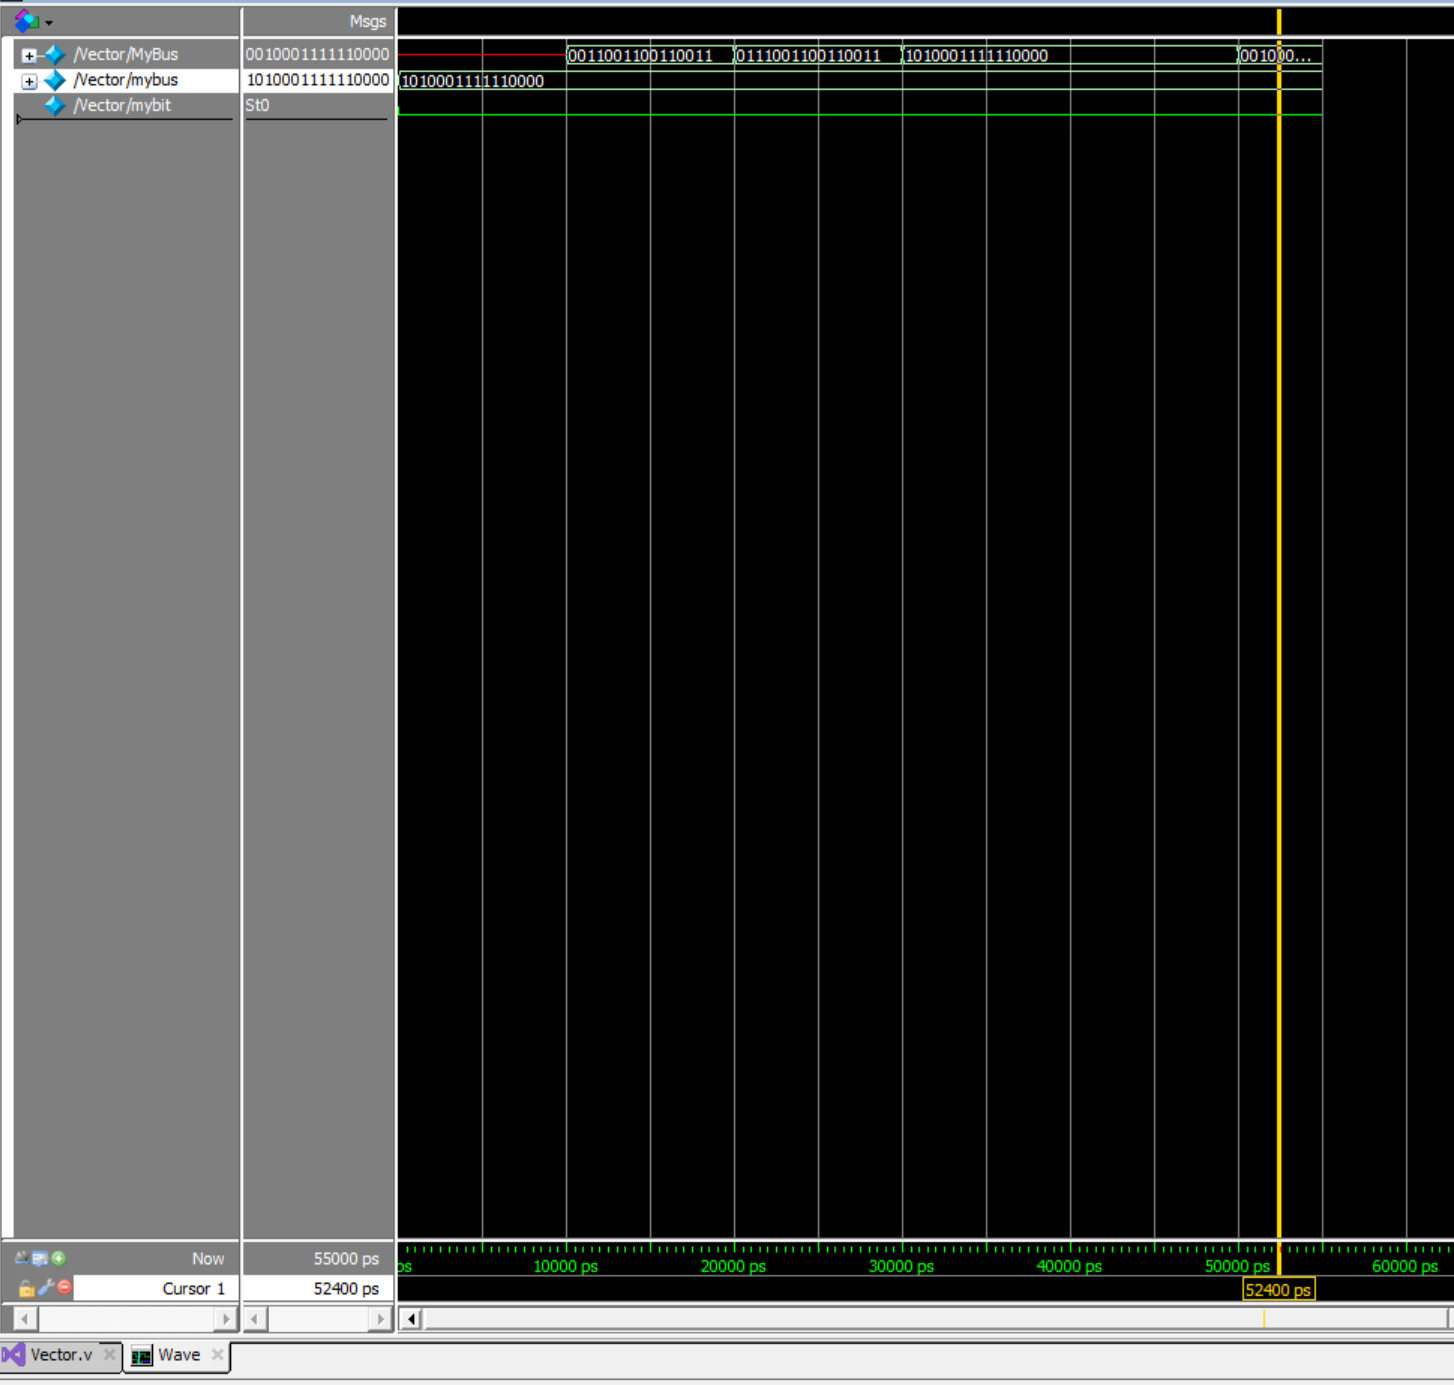 Msgs
/Vector/MyBus 0010001111110000 0011001100110011 0111001100110011 1010001111110000 001000...
/Vector/mybus 1010001111110000 1010001111110000
/Vector/mybit St0
Now 55000 ps ps 10000 ps 20000 ps 30000 ps 40000 ps 50000 ps 60000 ps
Cursor 1 52400 ps 52400 ps
Vector.v Wave